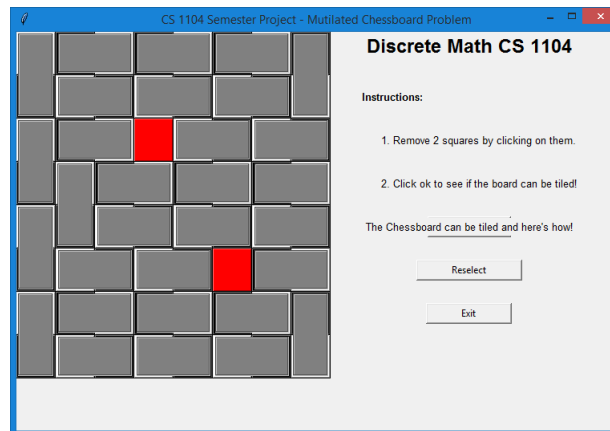 CS 1104 Semester Project - Mutilated Chessboard Problem
Discrete Math CS 1104
Instructions:
1. Remove 2 squares by clicking on them.
2. Click ok to see if the board can be tiled!
The Chessboard can be tiled and here's how!
Reselect
Exit